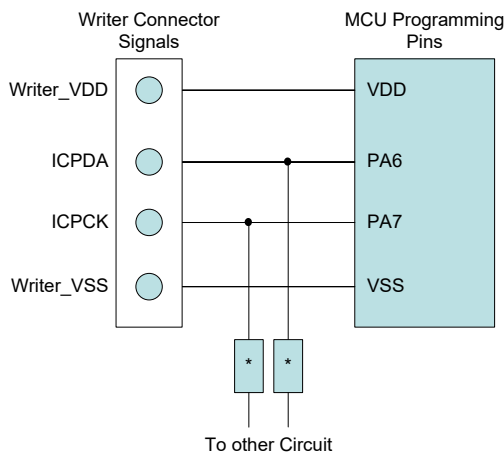 Writer Connector
Signals
MCU Programming
Pins
Writer_VDD
VDD
ICPDA
PA6
ICPCK
PA7
Writer_VSS
VSS
*
*
To other Circuit